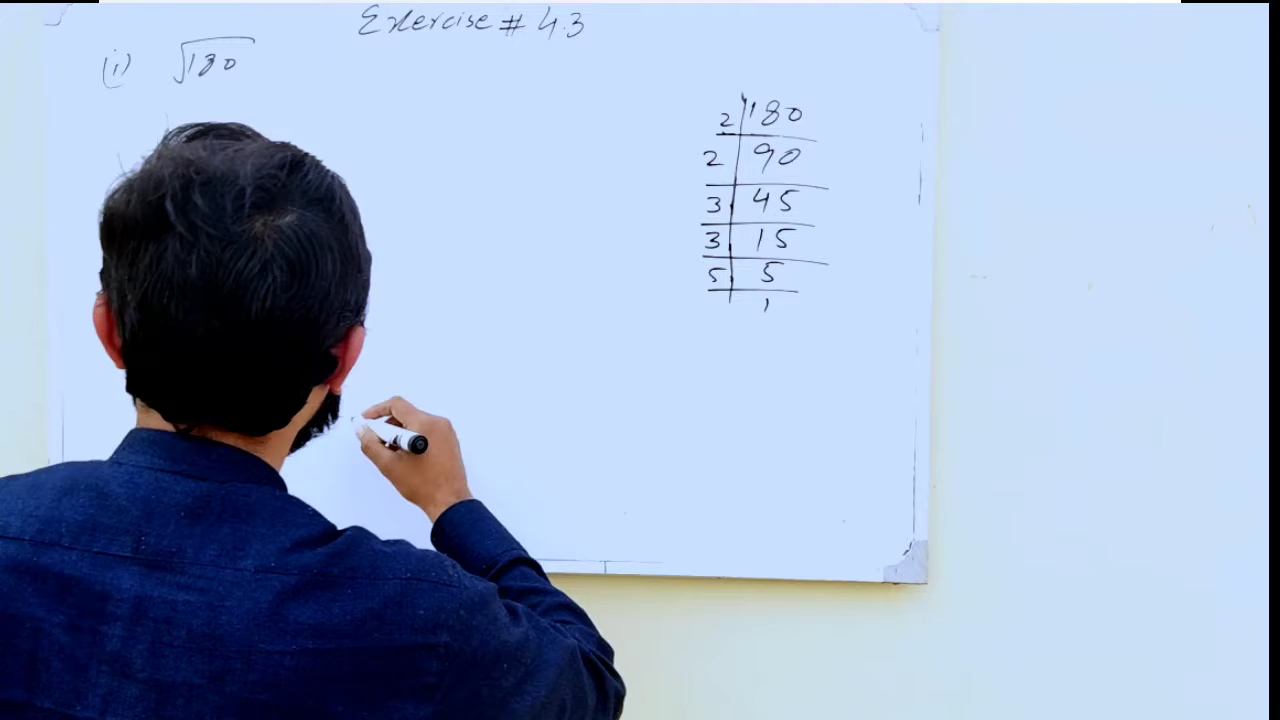 Exercise # 4.3
(i) √180
2 | 180
2 | 90
3 | 45
3 | 15
5 | 5
1